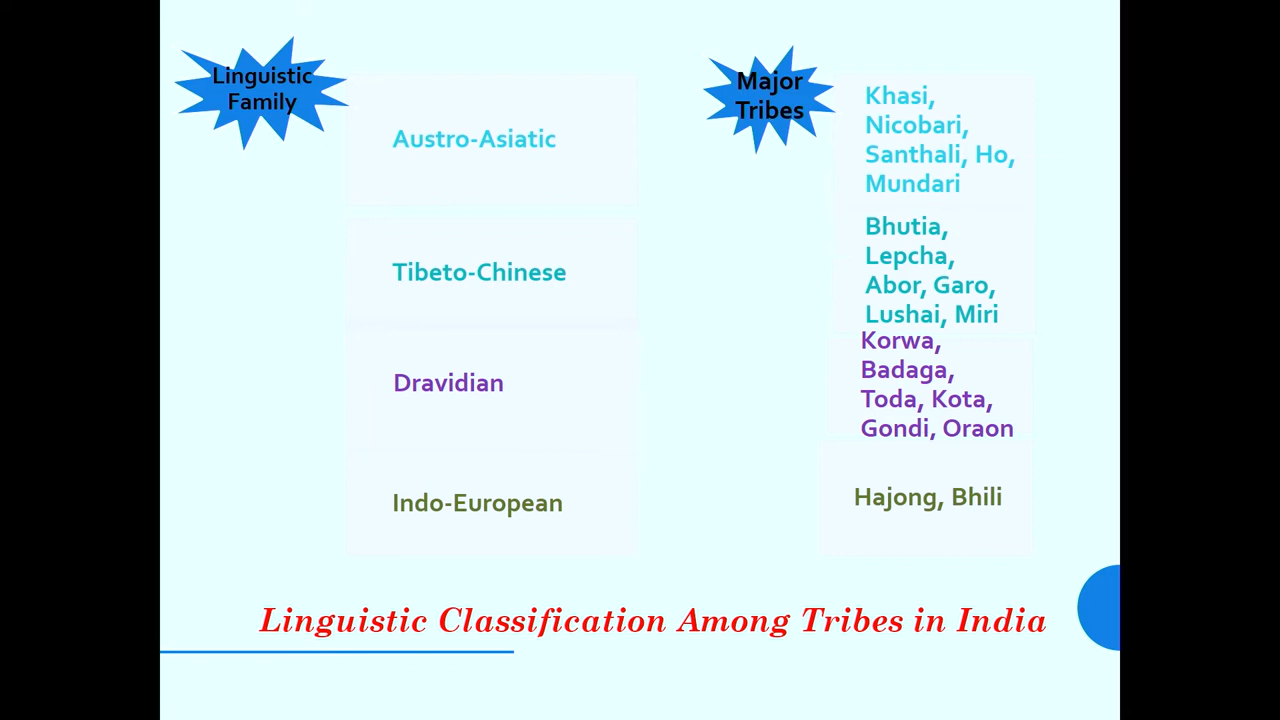 Linguistic
Family
Major
Tribes
Austro-Asiatic
Khasi,
Nicobari,
Santhali, Ho,
Mundari
Tibeto-Chinese
Bhutia,
Lepcha,
Abor, Garo,
Lushai, Miri
Dravidian
Korwa,
Badaga,
Toda, Kota,
Gondi, Oraon
Indo-European
Hajong, Bhili
Linguistic Classification Among Tribes in India